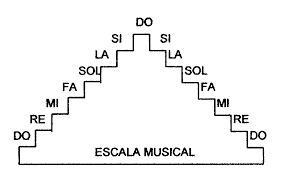 DO
SI SI
LA LA
SOL SOL
FA FA
MI MI
RE RE
DO DO
ESCALA MUSICAL